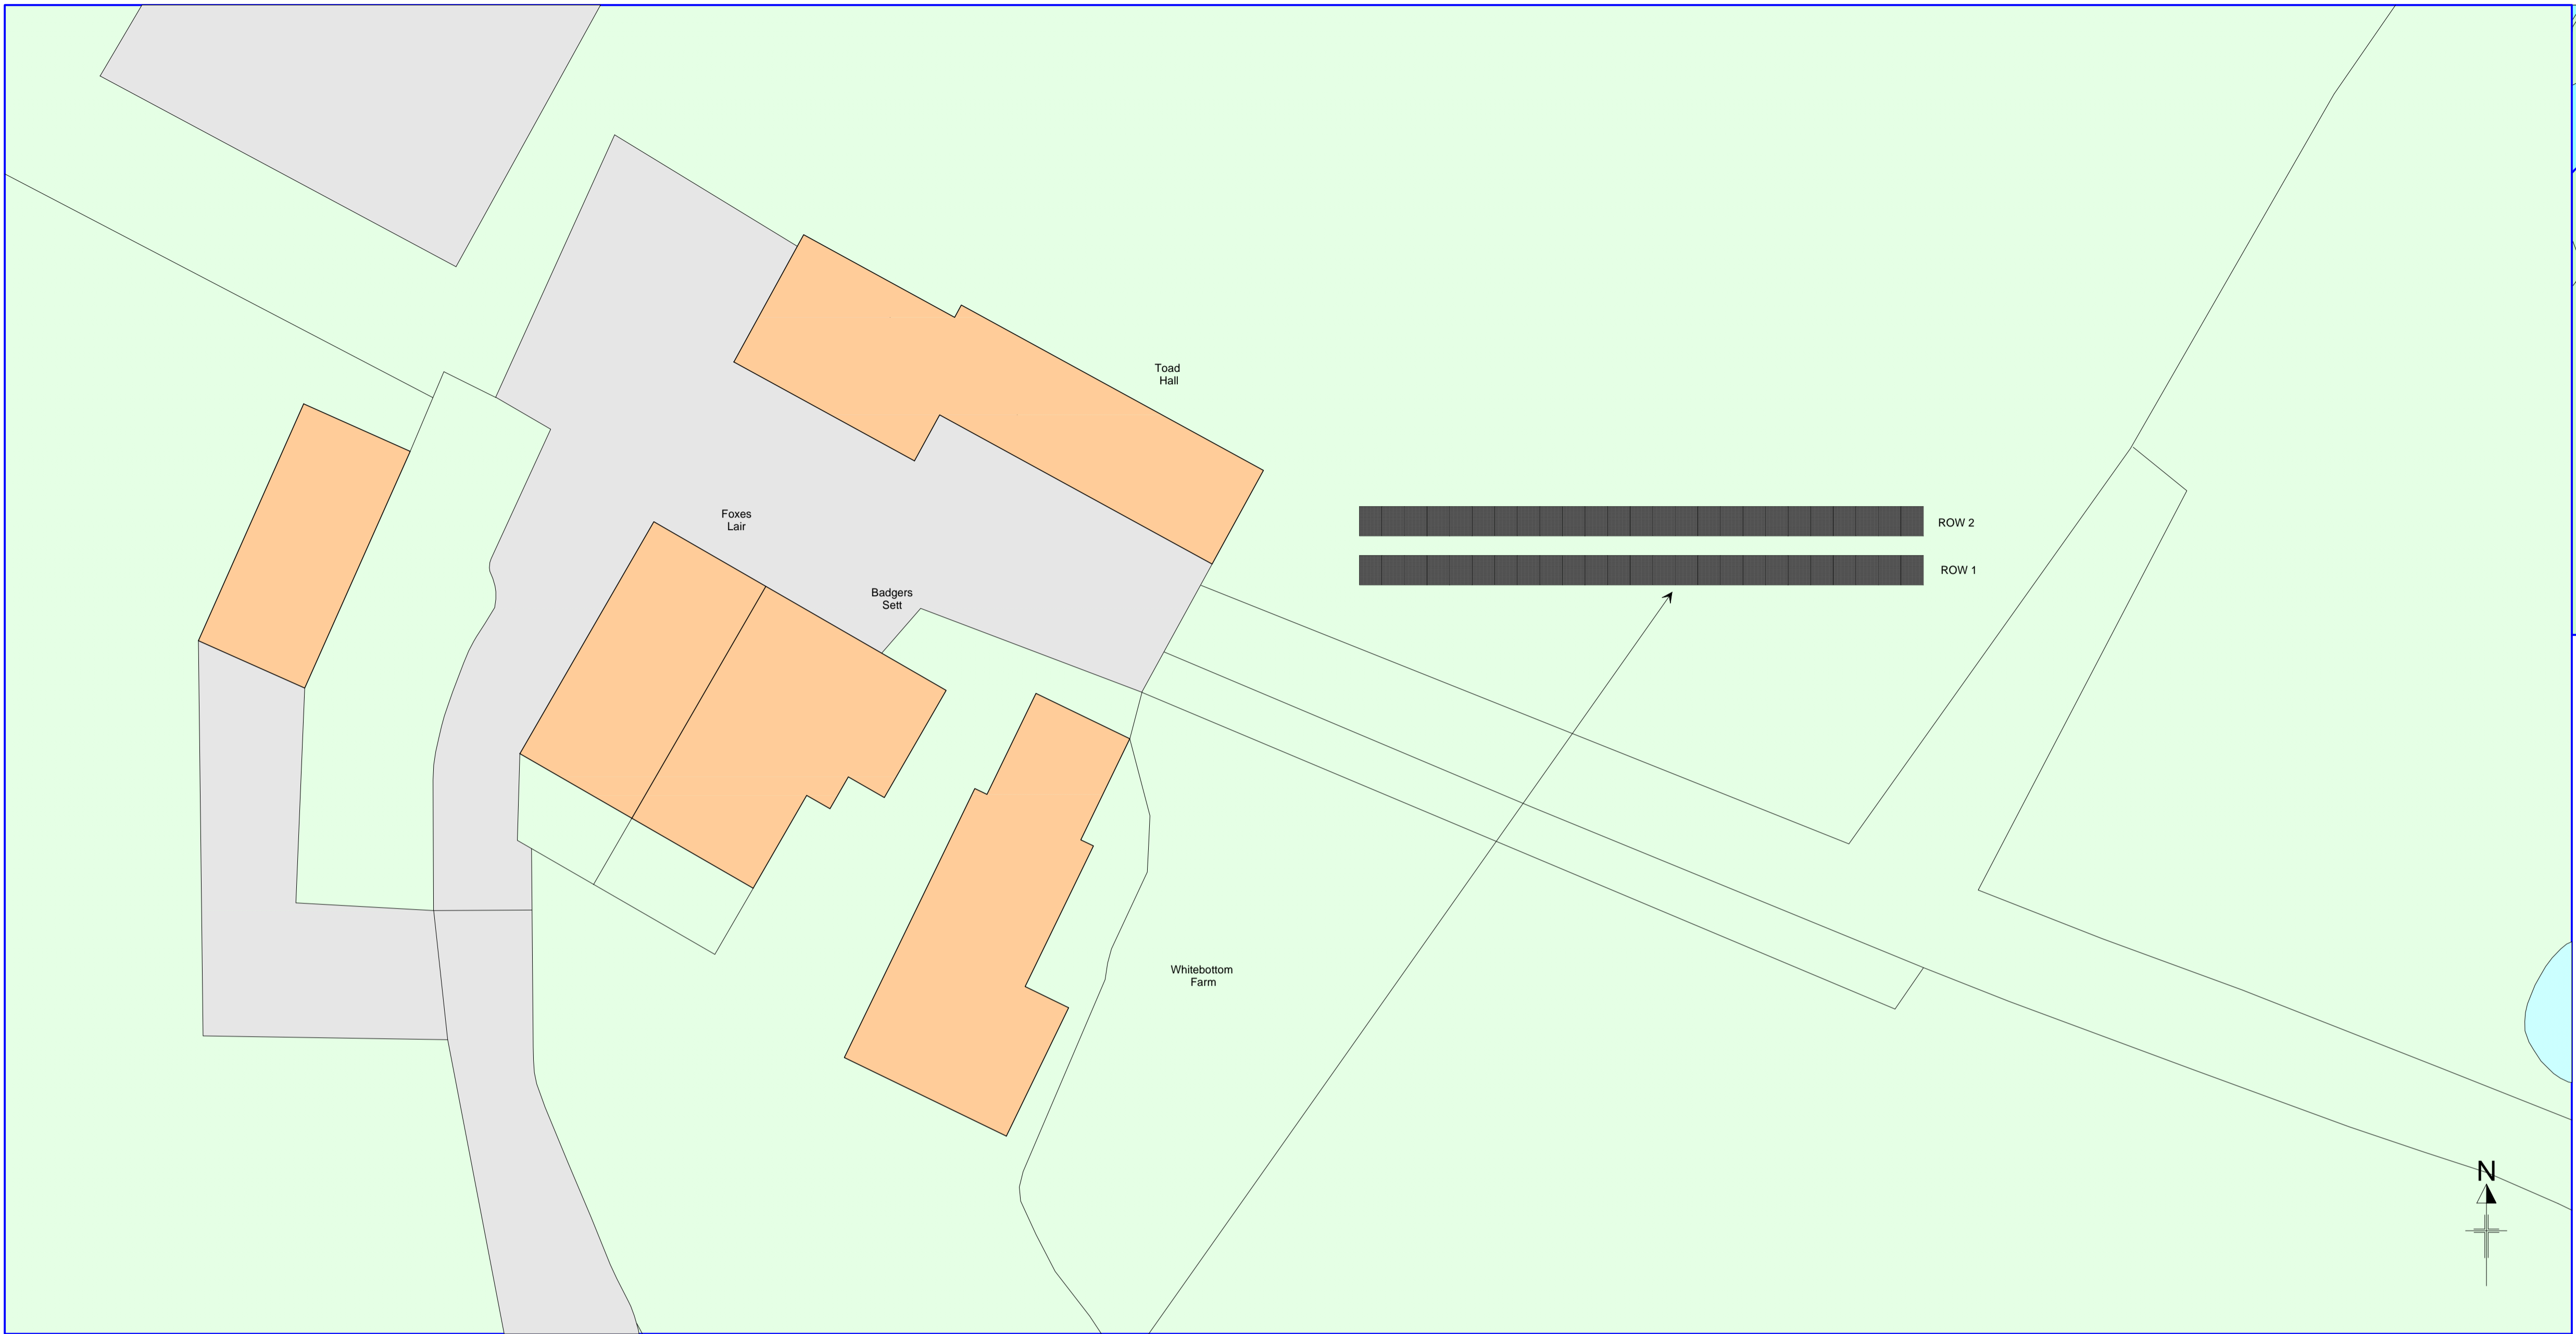 Toad
Hall
Foxes
Lair
ROW 2
ROW 1
Badgers
Sett
Whitebottom
Farm
N